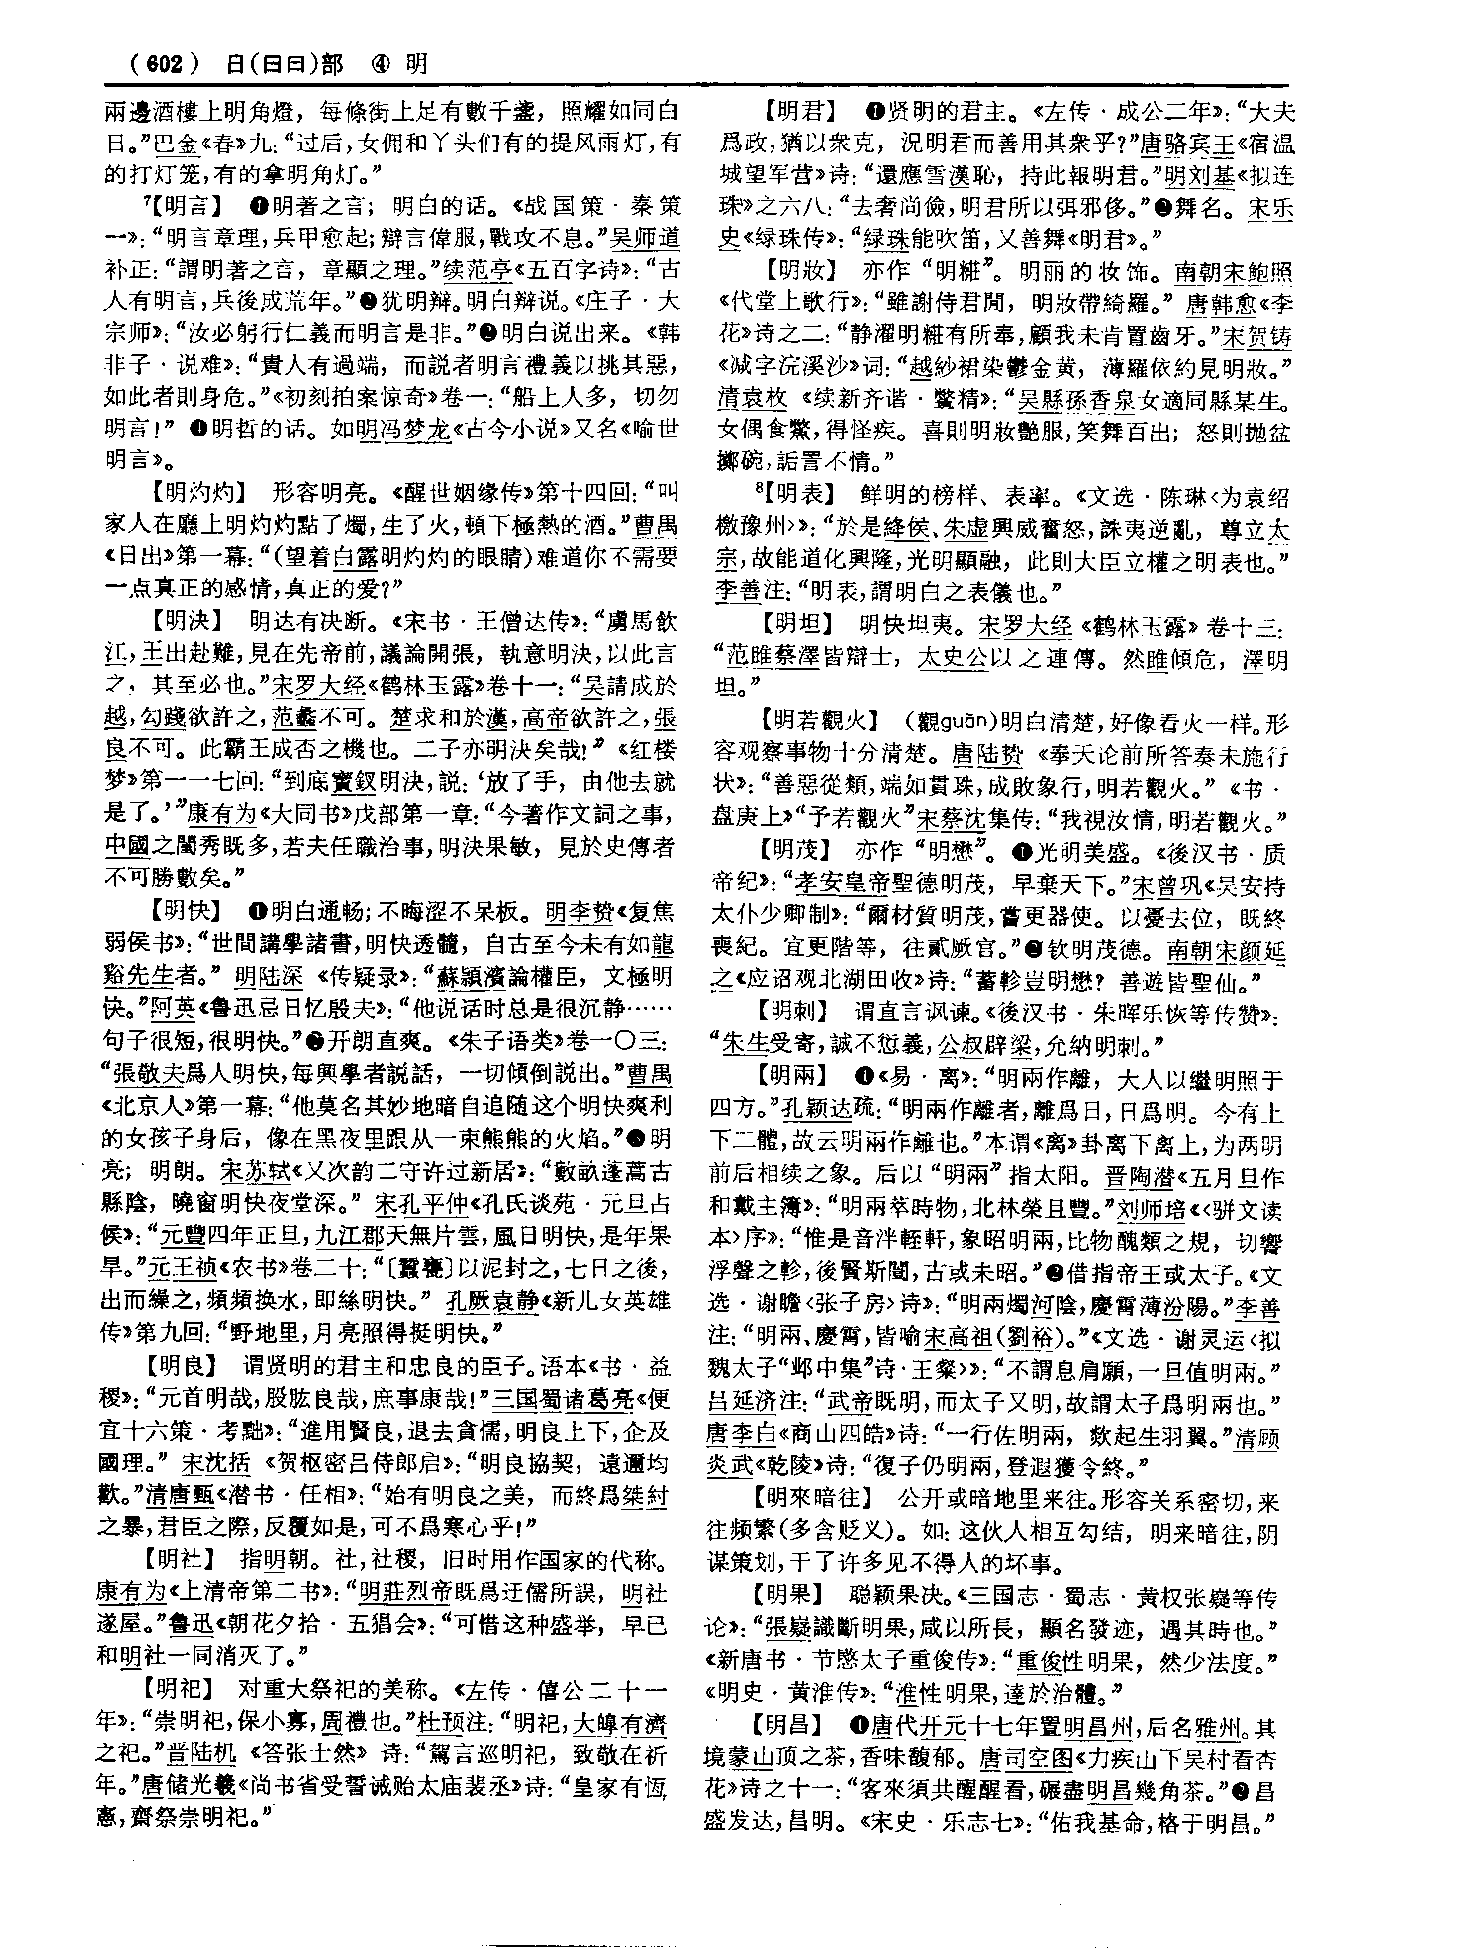 (602) 日(曰⺜)部 ④ 明
兩邊酒樓上明角燈，每條街上足有數千盞，照耀如同白
日。”巴金《春》九：“过后，女佣和丫头们有的提风雨灯，有
的打灯笼，有的拿明角灯。”
7【明言】 ❶明著之言；明白的话。《战国策·秦策
一》：“明言章理，兵甲愈起；辯言偉服，戰攻不息。”吴师道
补正：“謂明著之言，章顯之理。”续范亭《五百字诗》：“古
人有明言，兵後成荒年。”❷犹明辩。明白辩说。《庄子·大
宗师》：“汝必躬行仁義而明言是非。”❸明白说出来。《韩
非子·说难》：“貴人有過端，而説者明言禮義以挑其惡，
如此者則身危。”《初刻拍案惊奇》卷一：“船上人多，切勿
明言！”❹明哲的话。如明冯梦龙《古今小说》又名《喻世
明言》。
【明灼灼】 形容明亮。《醒世姻缘传》第十四回：“叫
家人在廳上明灼灼點了燭，生了火，頓下極熱的酒。”曹禺
《日出》第一幕：“(望着白露明灼灼的眼睛)难道你不需要
一点真正的感情，真正的爱？”
【明決】 明达有决断。《宋书·王僧达传》：“虜馬飲
江，王出赴難，見在先帝前，議論開張，執意明決，以此言
之，其至必也。”宋罗大经《鹤林玉露》卷十一：“吴請成於
越，勾踐欲許之，范蠡不可。楚求和於漢，高帝欲許之，張
良不可。此霸王成否之機也。二子亦明決矣哉！”《红楼
梦》第一一七回：“到底寶釵明決，説：‘放了手，由他去就
是了。’”康有为《大同书》戊部第一章：“今著作文詞之事，
中國之閨秀既多，若夫任職治事，明決果敏，見於史傳者
不可勝數矣。”
【明快】 ❶明白通畅；不晦涩不呆板。明李贽《复焦
弱侯书》：“世間講學諸書，明快透髓，自古至今未有如龍
谿先生者。”明陆深《传疑录》：“蘇潁濱論權臣，文極明
快。”阿英《鲁迅忌日忆殷夫》：“他说话时总是很沉静……
句子很短，很明快。”❷开朗直爽。《朱子语类》卷一〇三：
“張敬夫爲人明快，每與學者説話，一切傾倒説出。”曹禺
《北京人》第一幕：“他莫名其妙地暗自追随这个明快爽利
的女孩子身后，像在黑夜里跟从一束熊熊的火焰。”❸明
亮；明朗。宋苏轼《又次韵二守许过新居》：“數畝蓬蒿古
縣陰，曉窗明快夜堂深。”宋孔平仲《孔氏谈苑·元旦占
候》：“元豐四年正旦，九江郡天無片雲，風日明快，是年果
旱。”元王祯《农书》卷二十：“〔蠶甕〕以泥封之，七日之後，
出而繰之，頻頻换水，即絲明快。”孔厥袁静《新儿女英雄
传》第九回：“野地里，月亮照得挺明快。”
【明良】 谓贤明的君主和忠良的臣子。语本《书·益
稷》：“元首明哉，股肱良哉，庶事康哉！”三国蜀诸葛亮《便
宜十六策·考黜》：“進用賢良，退去貪懦，明良上下，企及
國理。”宋沈括《贺枢密吕侍郎启》：“明良協契，遠邇均
歡。”清唐甄《潜书·任相》：“始有明良之美，而終爲桀紂
之暴，君臣之際，反覆如是，可不爲寒心乎！”
【明社】 指明朝。社，社稷，旧时用作国家的代称。
康有为《上清帝第二书》：“明莊烈帝既爲迂儒所誤，明社
遂屋。”鲁迅《朝花夕拾·五猖会》：“可惜这种盛举，早已
和明社一同消灭了。”
【明祀】 对重大祭祀的美称。《左传·僖公二十一
年》：“崇明祀，保小寡，周禮也。”杜预注：“明祀，大皞有濟
之祀。”晋陆机《答张士然》诗：“駕言巡明祀，致敬在祈
年。”唐储光羲《尚书省受誓诫贻太庙裴丞》诗：“皇家有恆
憲，齋祭崇明祀。”
【明君】 ❶贤明的君主。《左传·成公二年》：“大夫
爲政，猶以衆克，況明君而善用其衆乎？”唐骆宾王《宿温
城望军营》诗：“還應雪漢恥，持此報明君。”明刘基《拟连
珠》之六八：“去奢尚儉，明君所以弭邪侈。”❷舞名。宋乐
史《绿珠传》：“緑珠能吹笛，又善舞《明君》。”
【明妝】 亦作“明糚”。明丽的妆饰。南朝宋鲍照
《代堂上歌行》：“雖謝侍君閒，明妝帶綺羅。”唐韩愈《李
花》诗之二：“静濯明糚有所奉，顧我未肯置齒牙。”宋贺铸
《减字浣溪沙》词：“越紗裙染鬱金黄，薄羅依約見明妝。”
清袁枚《续新齐谐·鳖精》：“吴縣孫香泉女適同縣某生。
女偶食鱉，得怪疾。喜則明妝艷服，笑舞百出；怒則抛盆
擲碗，詬詈不情。”
8【明表】 鲜明的榜样、表率。《文选·陈琳〈为袁绍
檄豫州〉》：“於是絳侯、朱虚興威奮怒，誅夷逆亂，尊立太
宗，故能道化興隆，光明顯融，此則大臣立權之明表也。”
李善注：“明表，謂明白之表儀也。”
【明坦】 明快坦夷。宋罗大经《鹤林玉露》卷十三：
“范雎蔡澤皆辯士，太史公以之連傳。然雎傾危，澤明
坦。”
【明若觀火】 (觀guān)明白清楚，好像看火一样。形
容观察事物十分清楚。唐陆贽《奉天论前所答奏未施行
状》：“善惡從類，端如貫珠，成敗象行，明若觀火。”《书·
盘庚上》“予若觀火”宋蔡沈集传：“我視汝情，明若觀火。”
【明茂】 亦作“明懋”。❶光明美盛。《後汉书·质
帝纪》：“孝安皇帝聖德明茂，早棄天下。”宋曾巩《吴安持
太仆少卿制》：“爾材質明茂，嘗更器使。以憂去位，既終
喪紀。宜更階等，往貳厥官。”❷钦明茂德。南朝宋颜延
之《应诏观北湖田收》诗：“蓄軫豈明懋？善遊皆聖仙。”
【明刺】 谓直言讽谏。《後汉书·朱晖乐恢等传赞》：
“朱生受寄，誠不愆義，公叔辟梁，允納明刺。”
【明兩】 ❶《易·离》：“明兩作離，大人以繼明照于
四方。”孔颖达疏：“明兩作離者，離爲日，日爲明。今有上
下二體，故云明兩作離也。”本谓《离》卦离下离上，为两明
前后相续之象。后以“明兩”指太阳。晋陶潜《五月旦作
和戴主簿》：“明兩萃時物，北林榮且豐。”刘师培《〈骈文读
本〉序》：“惟是音泮輊軒，象昭明兩，比物醜類之規，切響
浮聲之軫，後賢斯闓，古或未昭。”❷借指帝王或太子。《文
选·谢瞻〈张子房〉诗》：“明兩燭河陰，慶霄薄汾陽。”李善
注：“明兩、慶霄，皆喻宋高祖(劉裕)。”《文选·谢灵运〈拟
魏太子“邺中集”诗·王粲〉》：“不謂息肩願，一旦值明兩。”
吕延济注：“武帝既明，而太子又明，故謂太子爲明兩也。”
唐李白《商山四皓》诗：“一行佐明兩，欻起生羽翼。”清顾
炎武《乾陵》诗：“復子仍明兩，登遐獲令終。”
【明來暗往】 公开或暗地里来往。形容关系密切，来
往频繁(多含贬义)。如：这伙人相互勾结，明来暗往，阴
谋策划，干了许多见不得人的坏事。
【明果】 聪颖果决。《三国志·蜀志·黄权张嶷等传
论》：“張嶷識斷明果，咸以所長，顯名發迹，遇其時也。”
《新唐书·节愍太子重俊传》：“重俊性明果，然少法度。”
《明史·黄淮传》：“淮性明果，達於治體。”
【明昌】 ❶唐代开元十七年置明昌州，后名雅州。其
境蒙山顶之茶，香味馥郁。唐司空图《力疾山下吴村看杏
花》诗之十一：“客來須共醒醒看，碾盡明昌幾角茶。”❷昌
盛发达，昌明。《宋史·乐志七》：“佑我基命，格于明昌。”